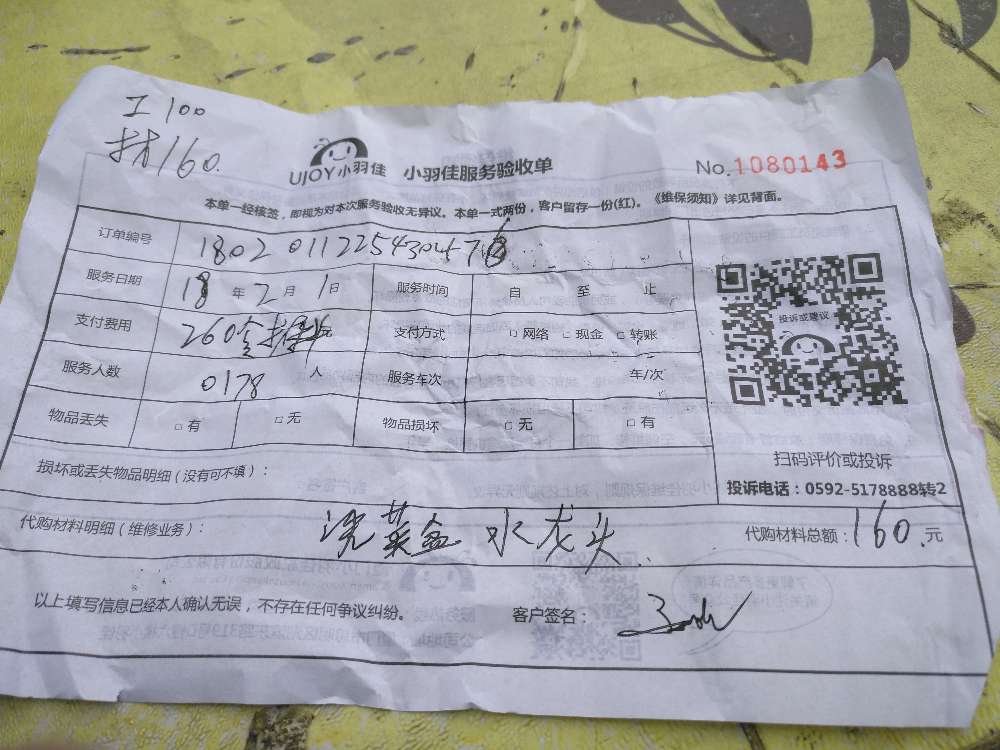 工 100
材 160.
UJOY小羽佳 小羽佳服务验收单 No.1080143
本单一经核签，即视为对本次服务验收无异议。本单一式两份，客户留存一份(红)。《维保须知》详见背面。
订单编号
服务日期 18 年 2 月 1 日 服务时间 自 至 止
支付费用 260 元 支付方式 □ 网络 □ 现金 □ 转账
服务人数 0178 人 服务车次 年/次
物品丢失 □ 有 □ 无 物品损坏 □ 无 □ 有
投诉或建议
损坏或丢失物品明细 (没有可不填)：
扫码评价或投诉
投诉电话：0592-5178888转2
代购材料明细 (维修业务)： 洗菜盆 水龙头 代购材料总额：160.元
以上填写信息已经本人确认无误，不存在任何争议纠纷。 客户签名：